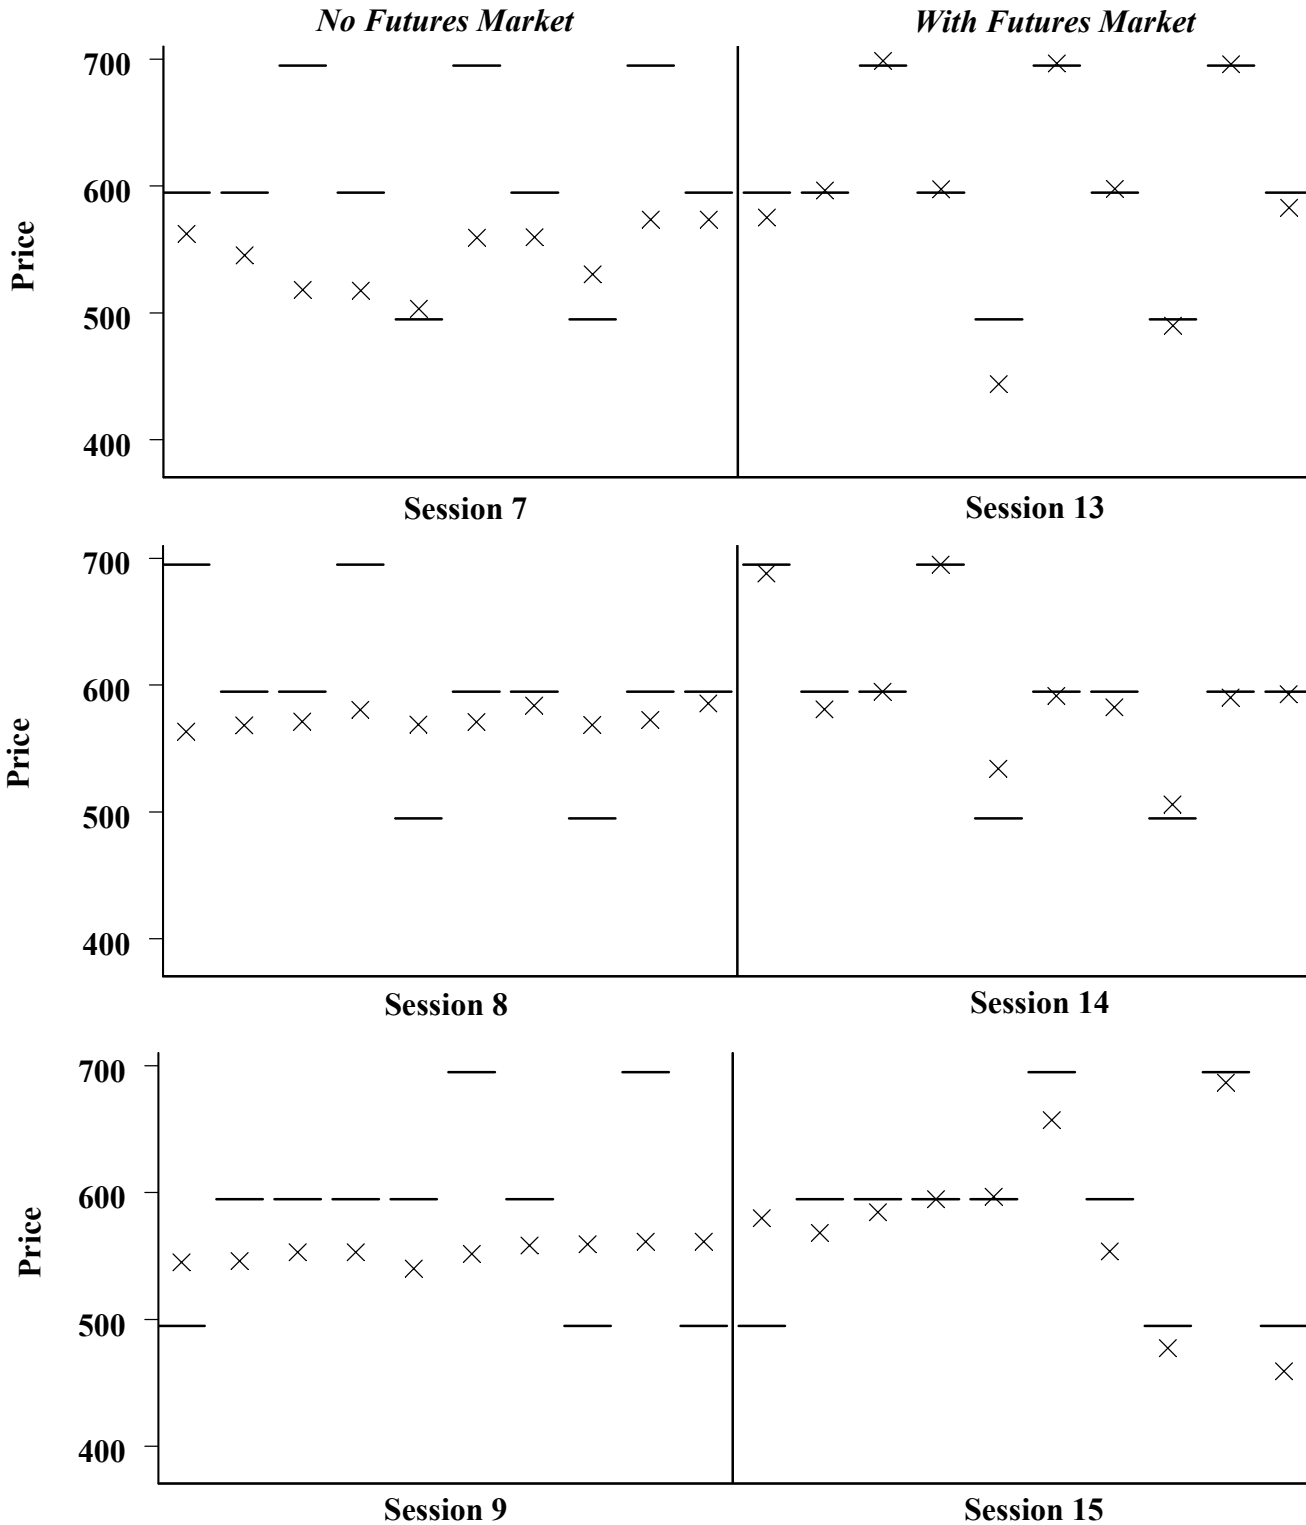 No Futures Market
With Futures Market
700
600
500
400
Price
Session 7
Session 13
700
600
500
400
Price
Session 8
Session 14
700
600
500
400
Price
Session 9
Session 15